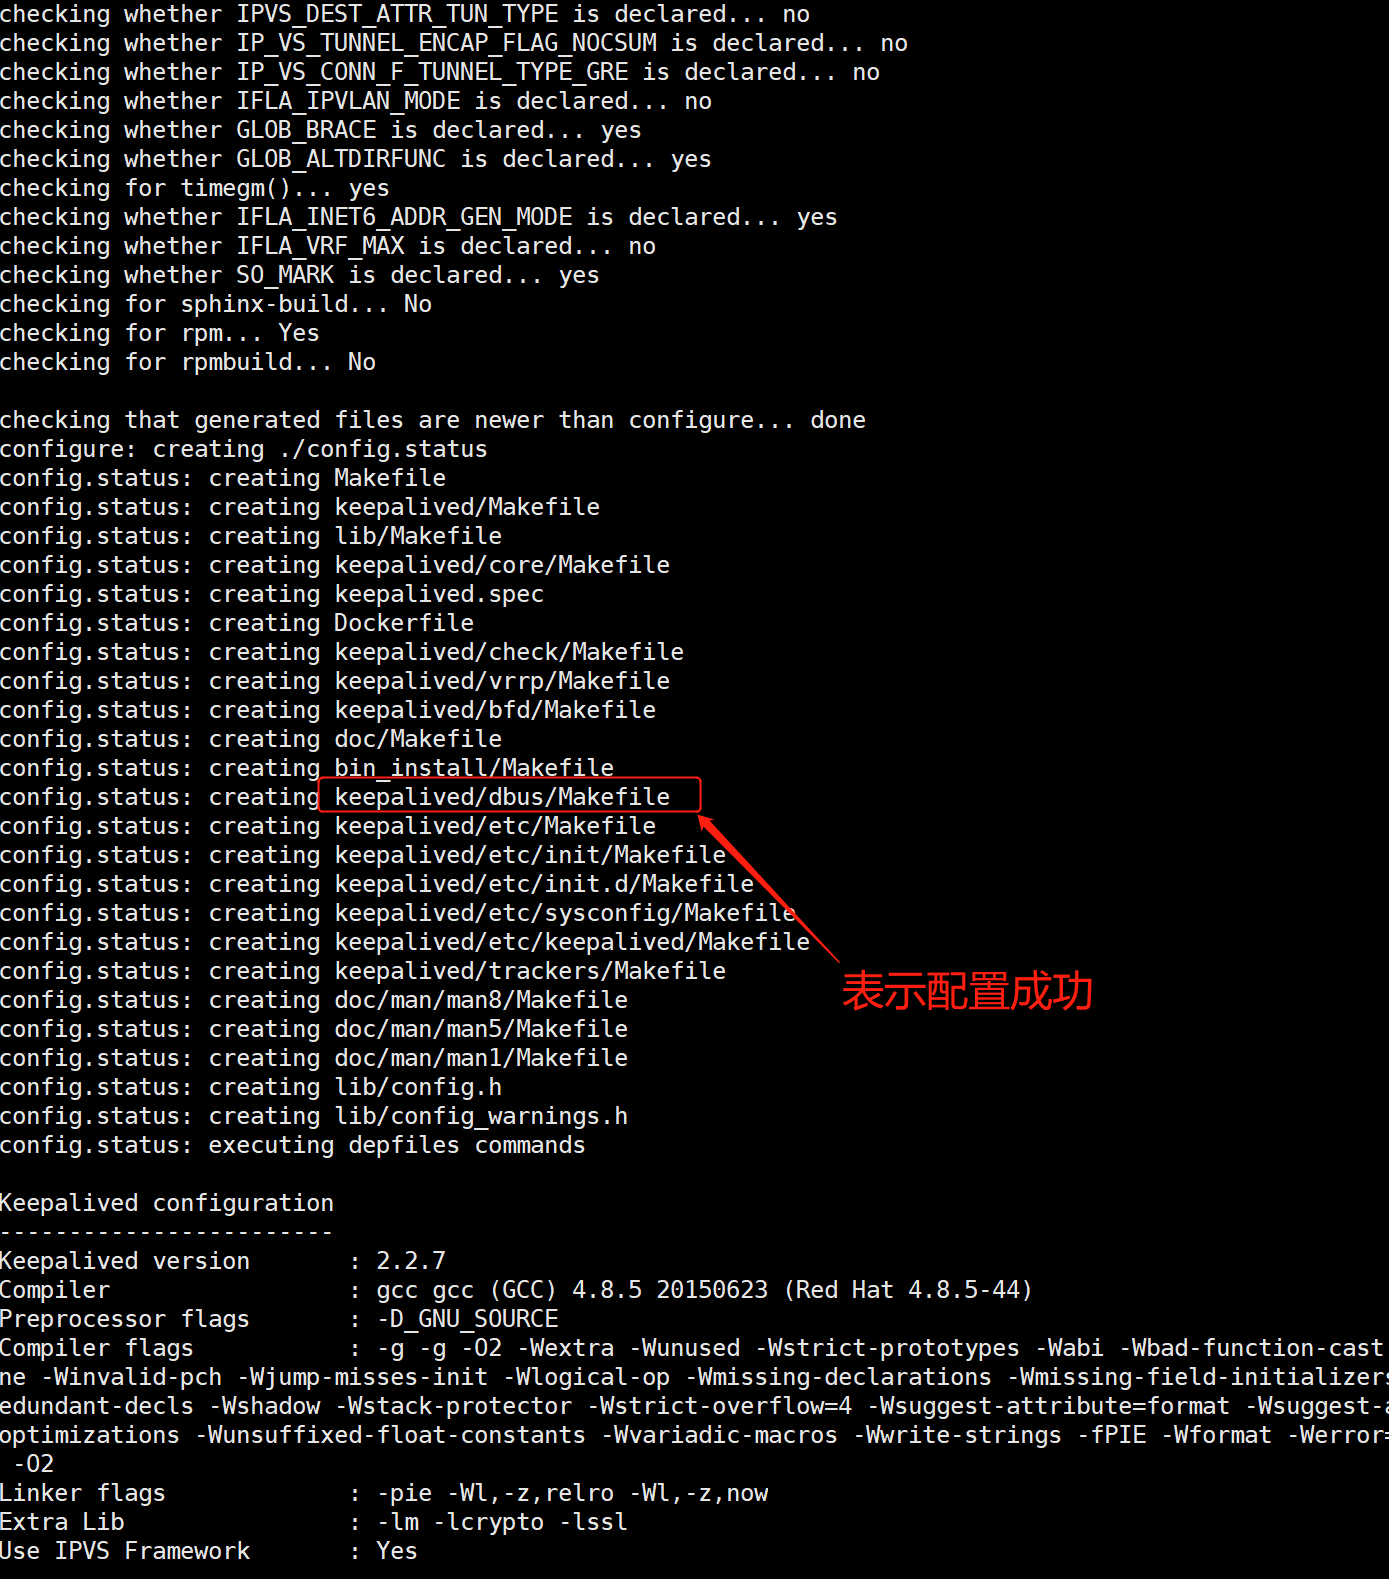 checking whether IPVS_DEST_ATTR_TUN_TYPE is declared... no
checking whether IP_VS_TUNNEL_ENCAP_FLAG_NOCSUM is declared... no
checking whether IP_VS_CONN_F_TUNNEL_TYPE_GRE is declared... no
checking whether IFLA_IPVLAN_MODE is declared... no
checking whether GLOB_BRACE is declared... yes
checking whether GLOB_ALTDIRFUNC is declared... yes
checking for timegm()... yes
checking whether IFLA_INET6_ADDR_GEN_MODE is declared... yes
checking whether IFLA_VRF_MAX is declared... no
checking whether SO_MARK is declared... yes
checking for sphinx-build... No
checking for rpm... Yes
checking for rpmbuild... No
checking that generated files are newer than configure... done
configure: creating ./config.status
config.status: creating Makefile
config.status: creating keepalived/Makefile
config.status: creating lib/Makefile
config.status: creating keepalived/core/Makefile
config.status: creating keepalived.spec
config.status: creating Dockerfile
config.status: creating keepalived/check/Makefile
config.status: creating keepalived/vrrp/Makefile
config.status: creating keepalived/bfd/Makefile
config.status: creating doc/Makefile
config.status: creating bin_install/Makefile
config.status: creating keepalived/dbus/Makefile
config.status: creating keepalived/etc/Makefile
config.status: creating keepalived/etc/init/Makefile
config.status: creating keepalived/etc/init.d/Makefile
config.status: creating keepalived/etc/sysconfig/Makefile
config.status: creating keepalived/etc/keepalived/Makefile
config.status: creating keepalived/trackers/Makefile
表示配置成功
config.status: creating doc/man/man8/Makefile
config.status: creating doc/man/man5/Makefile
config.status: creating doc/man/man1/Makefile
config.status: creating lib/config.h
config.status: creating lib/config_warnings.h
config.status: executing depfiles commands
Keepalived configuration
------------------------
Keepalived version       : 2.2.7
Compiler                 : gcc gcc (GCC) 4.8.5 20150623 (Red Hat 4.8.5-44)
Preprocessor flags       : -D_GNU_SOURCE
Compiler flags           : -g -g -O2 -Wextra -Wunused -Wstrict-prototypes -Wabi -Wbad-function-cast
ne -Winvalid-pch -Wjump-misses-init -Wlogical-op -Wmissing-declarations -Wmissing-field-initializers
edundant-decls -Wshadow -Wstack-protector -Wstrict-overflow=4 -Wsuggest-attribute=format -Wsuggest-a
optimizations -Wunsuffixed-float-constants -Wvariadic-macros -Wwrite-strings -fPIE -Wformat -Werror=
-O2
Linker flags             : -pie -Wl,-z,relro -Wl,-z,now
Extra Lib                : -lm -lcrypto -lssl
Use IPVS Framework       : Yes